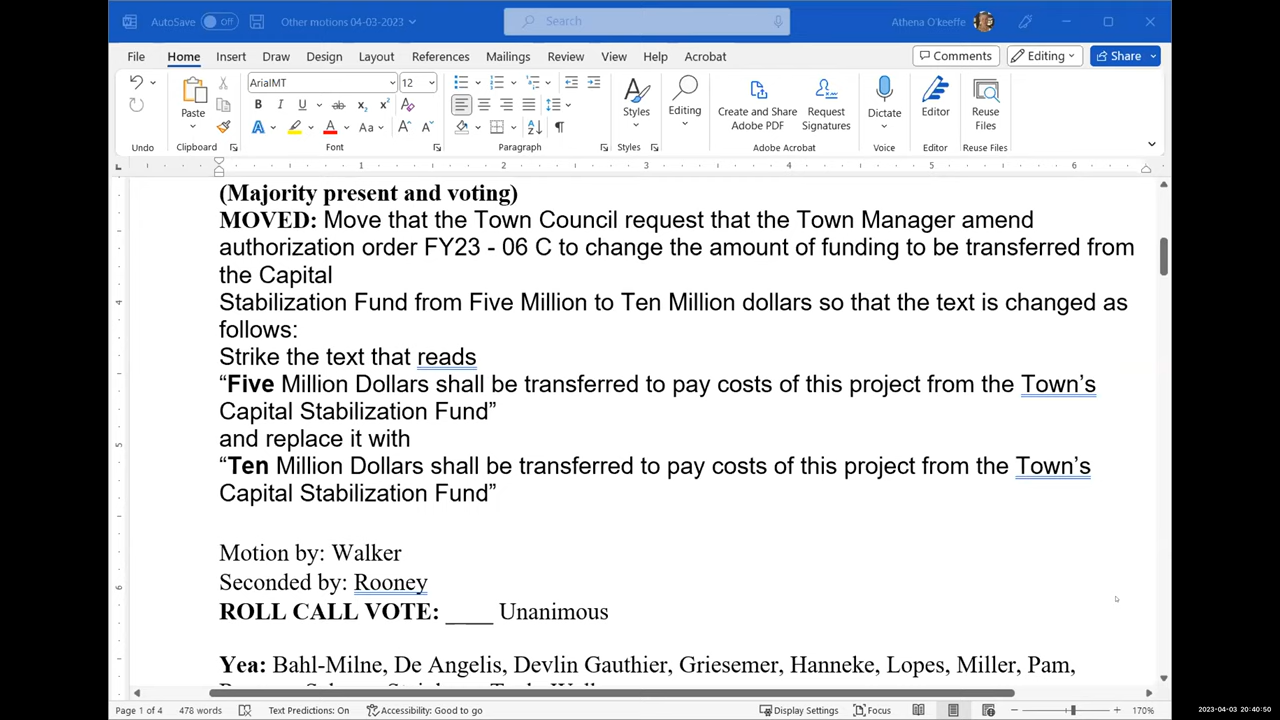 AutoSave Off Other motions 04-03-2023 Search Athena O'keeffe
File Home Insert Draw Design Layout References Mailings Review View Help Acrobat Comments Editing Share
ArialMT 12
Paste Styles Editing Create and Share Adobe PDF Request Signatures Dictate Editor Reuse Files
Undo Clipboard Font Paragraph Styles Adobe Acrobat Voice Editor Reuse Files
1 2 3 4 5 6
(Majority present and voting)
MOVED: Move that the Town Council request that the Town Manager amend
authorization order FY23 - 06 C to change the amount of funding to be transferred from
the Capital
Stabilization Fund from Five Million to Ten Million dollars so that the text is changed as
follows:
Strike the text that reads
“Five Million Dollars shall be transferred to pay costs of this project from the Town’s
Capital Stabilization Fund”
and replace it with
“Ten Million Dollars shall be transferred to pay costs of this project from the Town’s
Capital Stabilization Fund”
Motion by: Walker
Seconded by: Rooney
ROLL CALL VOTE: ____ Unanimous
Yea: Bahl-Milne, De Angelis, Devlin Gauthier, Griesemer, Hanneke, Lopes, Miller, Pam,
Page 1 of 4 478 words Text Predictions: On Accessibility: Good to go Display Settings Focus 170%
2023-04-03 20:40:50